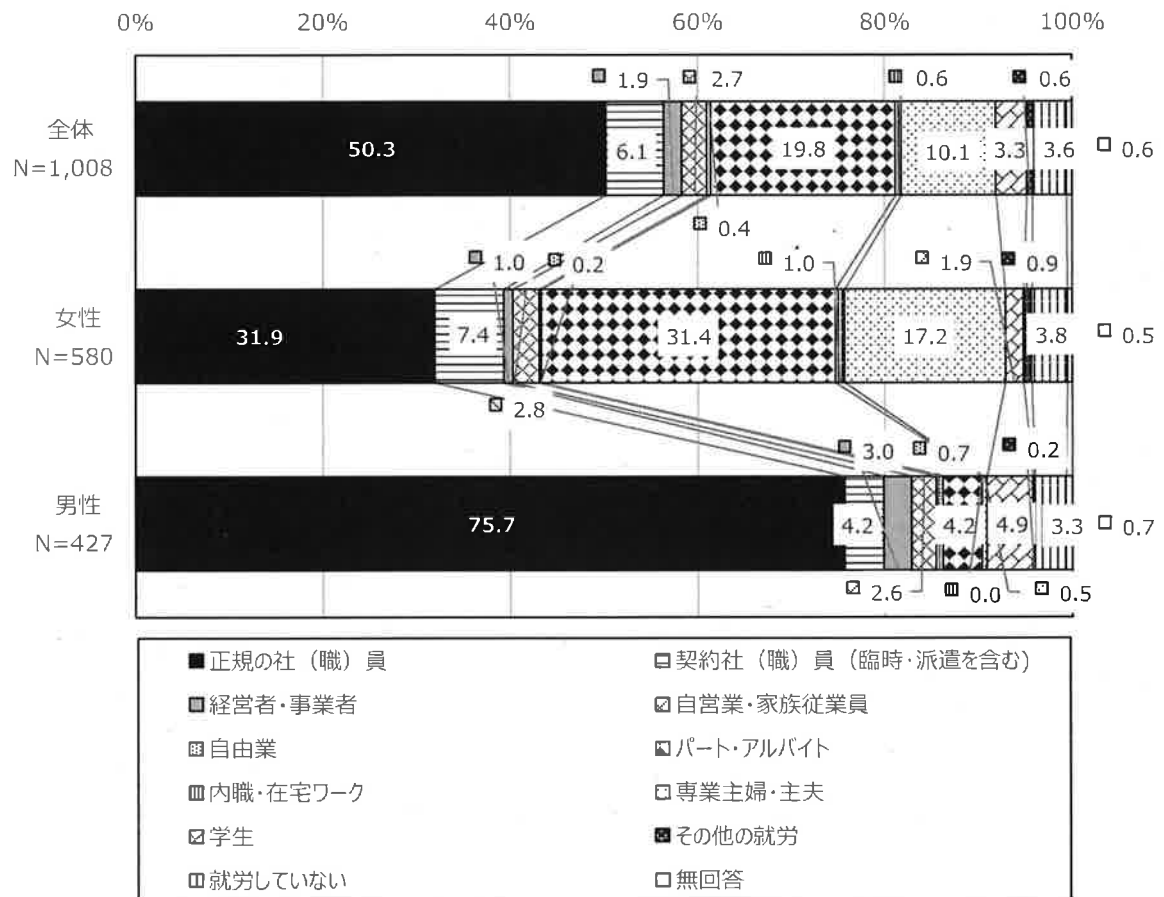 0% 20% 40% 60% 80% 100%
1.9 2.7 0.6 0.6
全体
N=1,008
50.3 6.1 19.8 10.1 3.3 3.6 0.6
0.4
1.0 0.2 1.0 1.9 0.9
女性
N=580
31.9 7.4 31.4 17.2 3.8 0.5
2.8
3.0 0.7 0.2
男性
N=427
75.7 4.2 4.2 4.9 3.3 0.7
2.6 0.0 0.5
正規の社（職）員 契約社（職）員（臨時・派遣を含む）
経営者・事業者 自営業・家族従業員
自由業 パート・アルバイト
内職・在宅ワーク 専業主婦・主夫
学生 その他の就労
就労していない 無回答